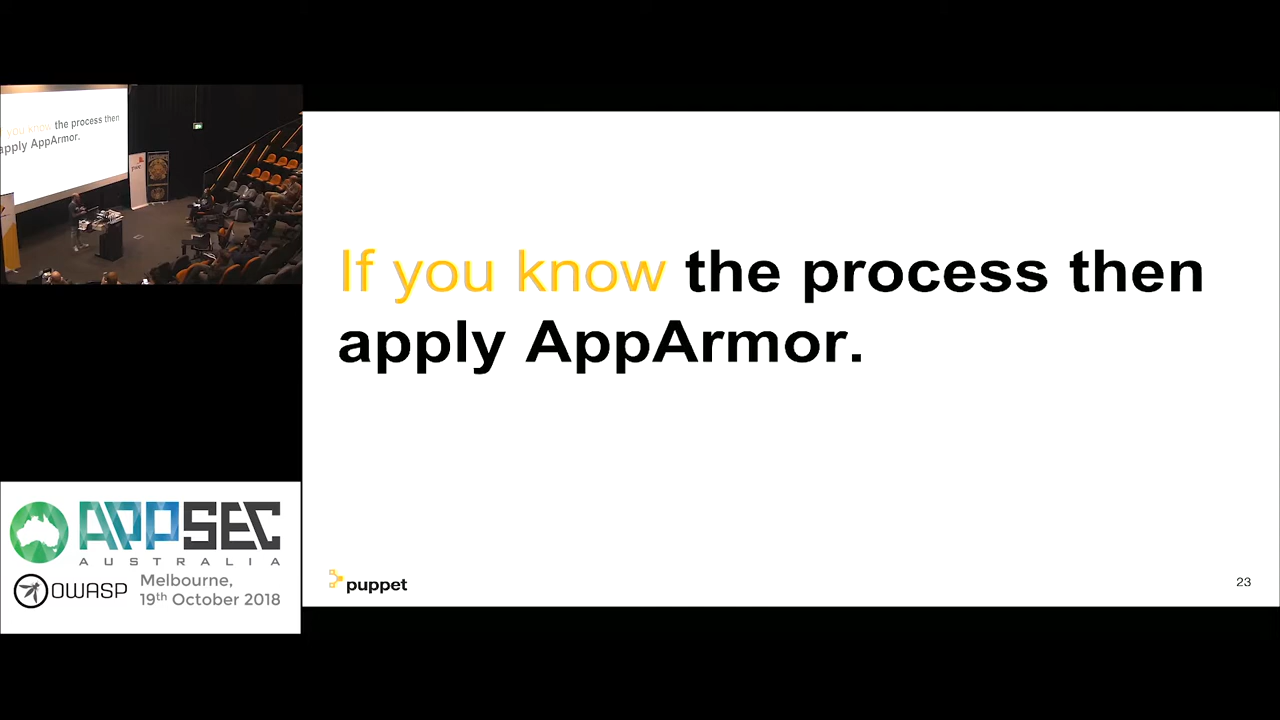 If you know the process then
apply AppArmor.
puppet
23
you know the process then
apply AppArmor.
APPSEC
AUSTRALIA
OWASP
Melbourne,
19th October 2018